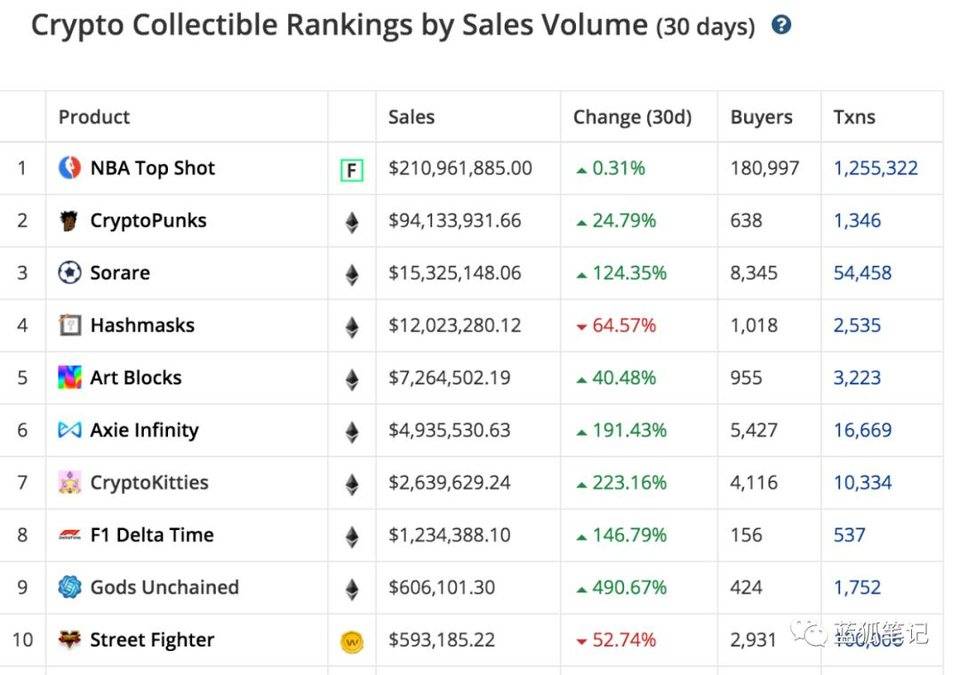 Crypto Collectible Rankings by Sales Volume (30 days) ?
Product Sales Change (30d) Buyers Txns
1 NBA Top Shot F $210,961,885.00 ▲ 0.31% 180,997 1,255,322
2 CryptoPunks $94,133,931.66 ▲ 24.79% 638 1,346
3 Sorare $15,325,148.06 ▲ 124.35% 8,345 54,458
4 Hashmasks $12,023,280.12 ▼ 64.57% 1,018 2,535
5 Art Blocks $7,264,502.19 ▲ 40.48% 955 3,223
6 Axie Infinity $4,935,530.63 ▲ 191.43% 5,427 16,669
7 CryptoKitties $2,639,629.24 ▲ 223.16% 4,116 10,334
8 F1 Delta Time $1,234,388.10 ▲ 146.79% 156 537
9 Gods Unchained $606,101.30 ▲ 490.67% 424 1,752
10 Street Fighter W $593,185.22 ▼ 52.74% 2,931
蓝狐笔记